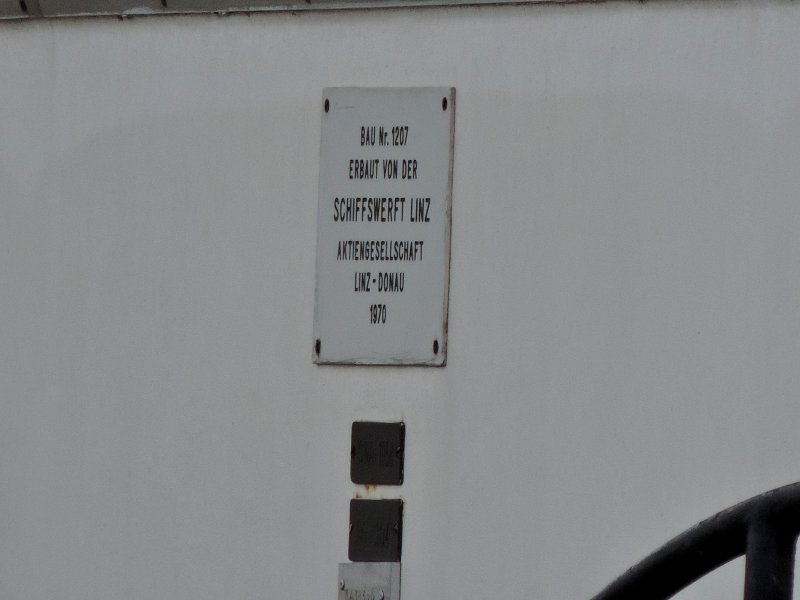 BAU Nr. 1207
ERBAUT VON DER
SCHIFFSWERFT LINZ
AKTIENGESELLSCHAFT
LINZ - DONAU
1970